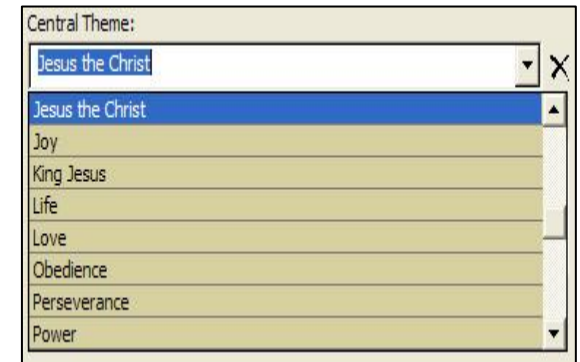 Central Theme:
Jesus the Christ
Jesus the Christ
Joy
King Jesus
Life
Love
Obedience
Perseverance
Power